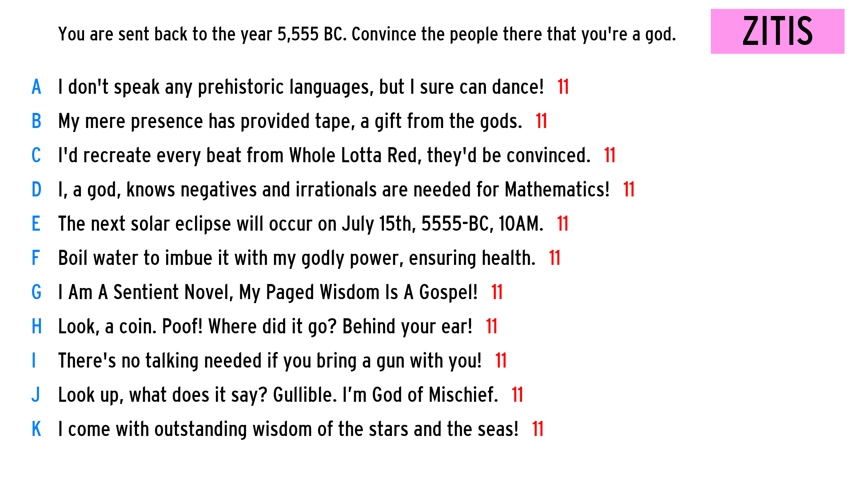 You are sent back to the year 5,555 BC. Convince the people there that you're a god.
ZITIS
A I don't speak any prehistoric languages, but I sure can dance! 11
B My mere presence has provided tape, a gift from the gods. 11
C I'd recreate every beat from Whole Lotta Red, they'd be convinced. 11
D I, a god, knows negatives and irrationals are needed for Mathematics! 11
E The next solar eclipse will occur on July 15th, 5555-BC, 10AM. 11
F Boil water to imbue it with my godly power, ensuring health. 11
G I Am A Sentient Novel, My Paged Wisdom Is A Gospel! 11
H Look, a coin. Poof! Where did it go? Behind your ear! 11
I There's no talking needed if you bring a gun with you! 11
J Look up, what does it say? Gullible. I’m God of Mischief. 11
K I come with outstanding wisdom of the stars and the seas! 11